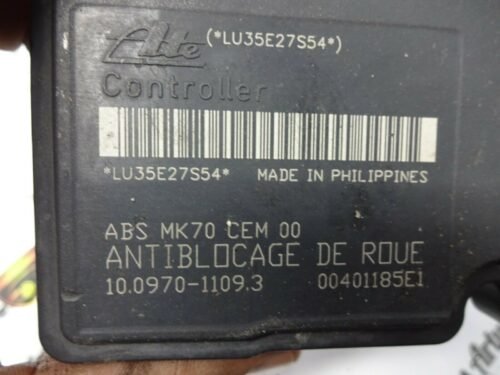 Ate (*LU35E27S54*)
Controller
*LU35E27S54* MADE IN PHILIPPINES
ABS MK70 CEM 00
ANTIBLOCAGE DE ROUE
10.0970-1109.3 00401185E1